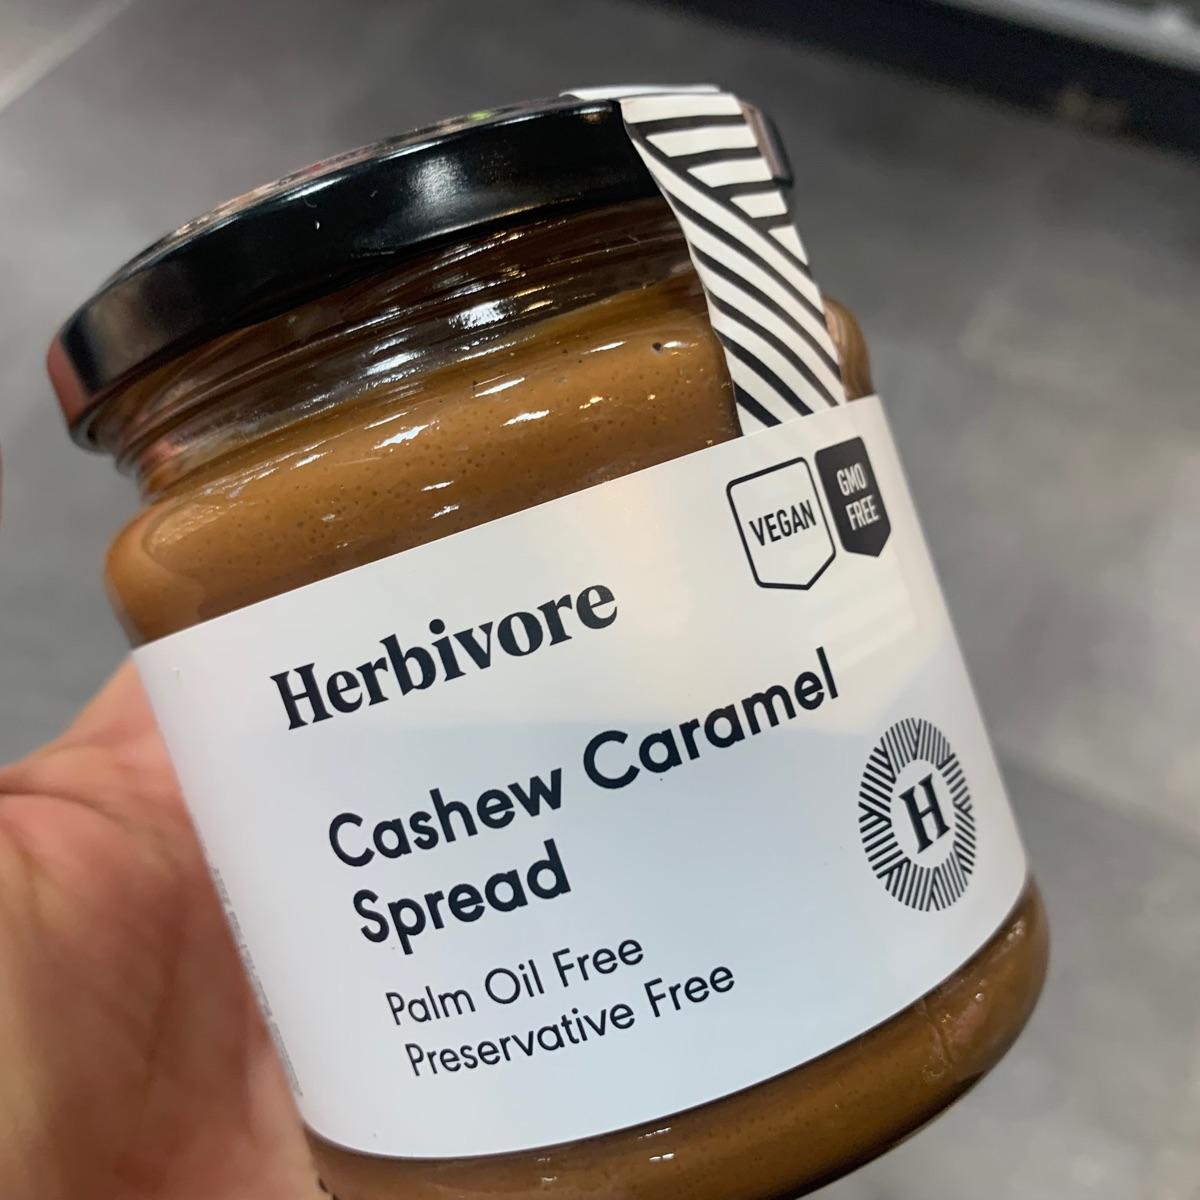 VEGAN
GMO
FREE
Herbivore
Cashew Caramel
Spread
H
Palm Oil Free
Preservative Free